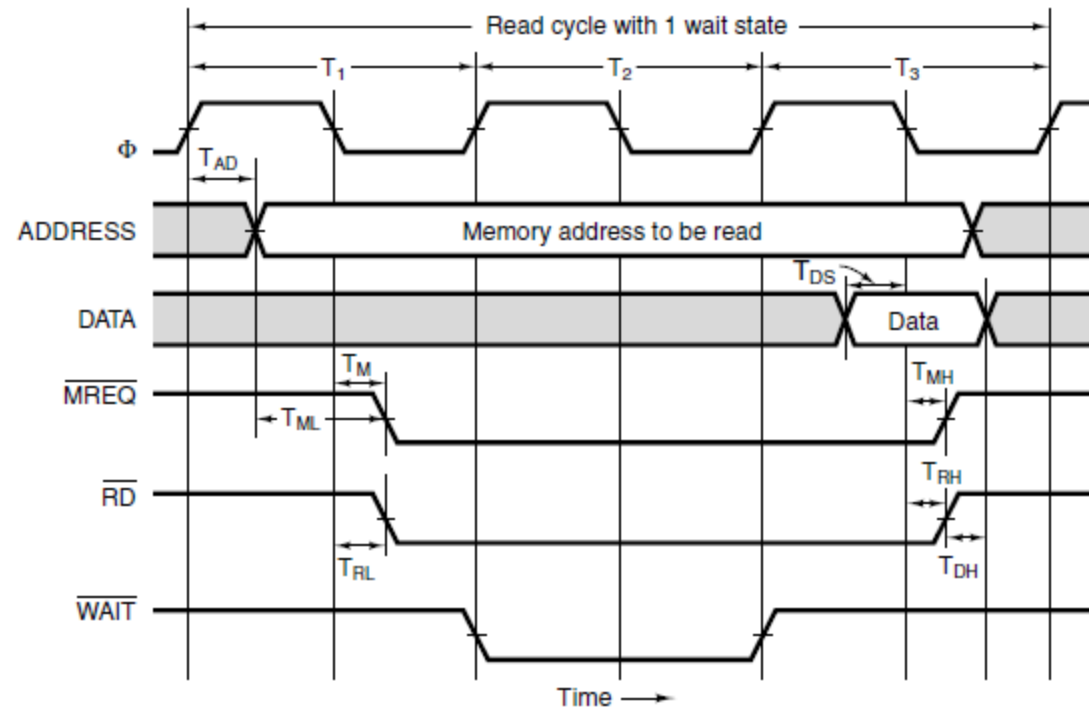 Read cycle with 1 wait state
T1 T2 T3
Φ
TAD
ADDRESS Memory address to be read
TDS
DATA Data
TM TMH
MREQ
TML
TRH
RD
TRL TDH
WAIT
Time